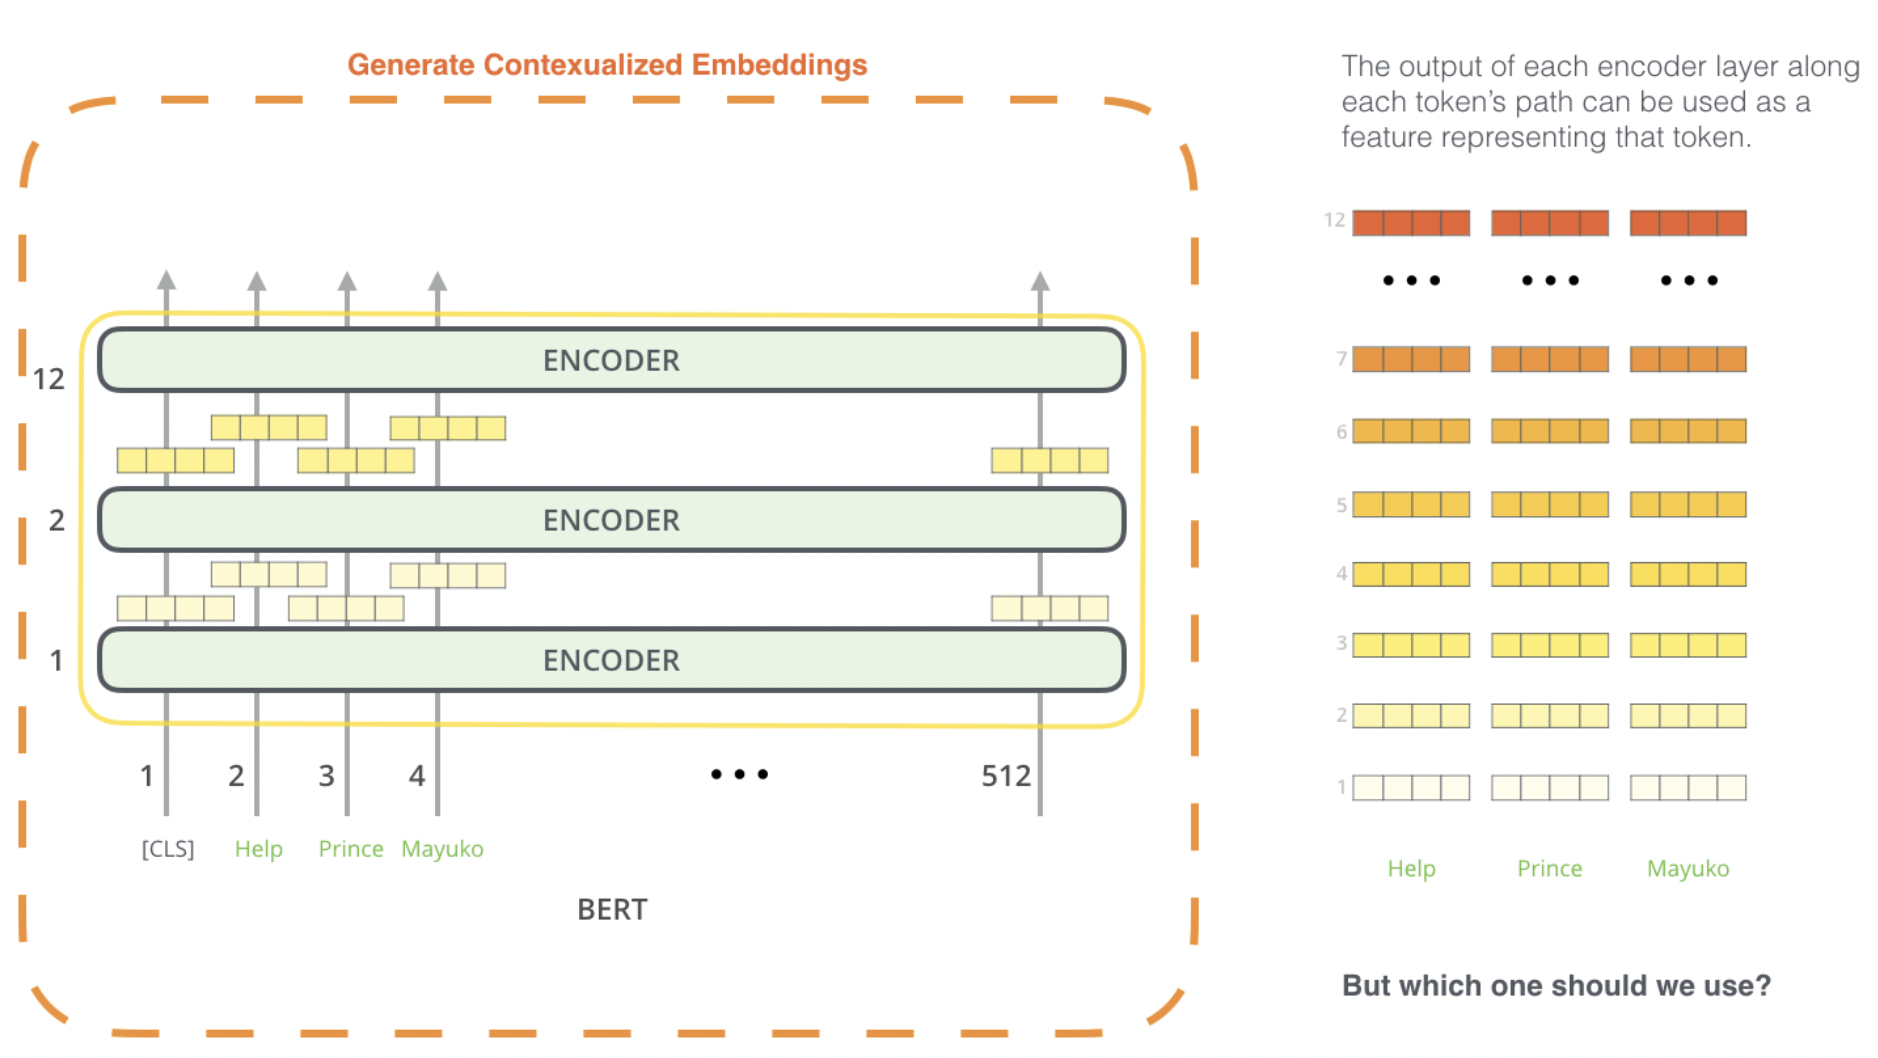 Generate Contexualized Embeddings
ENCODER
12
ENCODER
2
ENCODER
1
1 2 3 4 ... 512
[CLS] Help Prince Mayuko
BERT
The output of each encoder layer along
each token's path can be used as a
feature representing that token.
12
...  ...  ...
7
6
5
4
3
2
1
Help Prince Mayuko
But which one should we use?